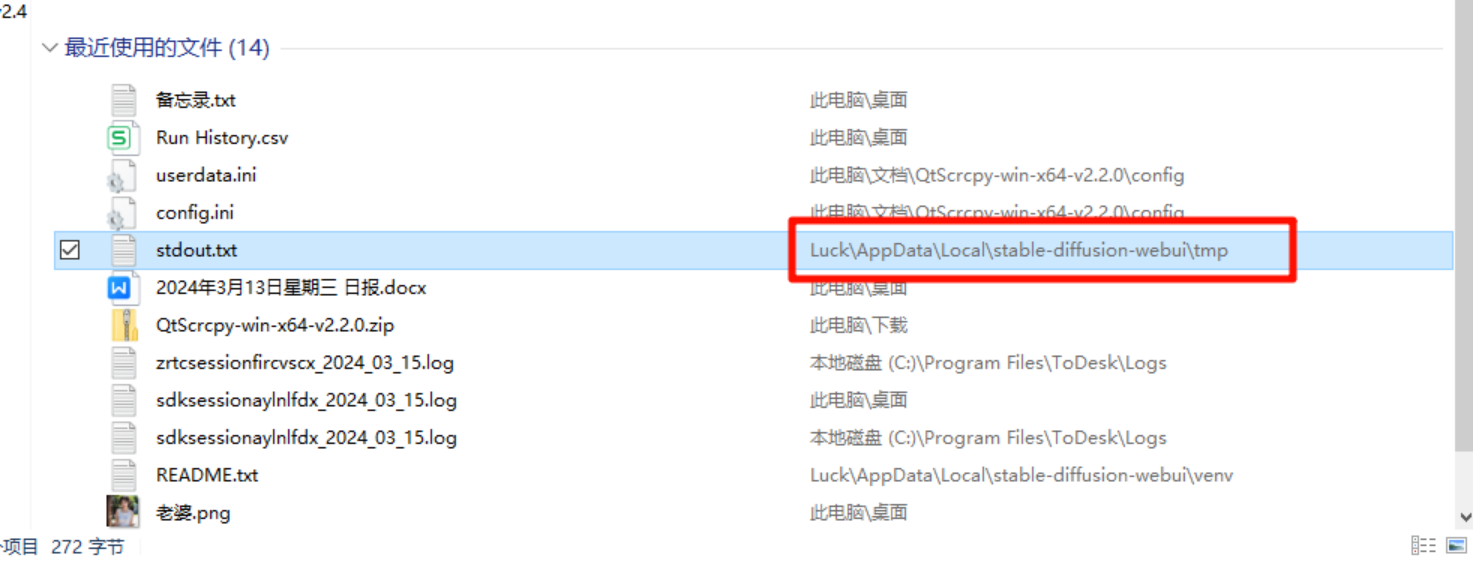 v2.4
最近使用的文件 (14)
备忘录.txt 此电脑\桌面
Run History.csv 此电脑\桌面
userdata.ini 此电脑\文档\QtScrcpy-win-x64-v2.2.0\config
config.ini 此电脑\文档\QtScrcpy-win-x64-v2.2.0\config
stdout.txt Luck\AppData\Local\stable-diffusion-webui\tmp
2024年3月13日星期三 日报.docx 此电脑\桌面
QtScrcpy-win-x64-v2.2.0.zip 此电脑\下载
zrtcsessionfircvscx_2024_03_15.log 本地磁盘 (C:)\Program Files\ToDesk\Logs
sdksessionaylnlfdx_2024_03_15.log 此电脑\桌面
sdksessionaylnlfdx_2024_03_15.log 本地磁盘 (C:)\Program Files\ToDesk\Logs
README.txt Luck\AppData\Local\stable-diffusion-webui\venv
老婆.png 此电脑\桌面
个项目 272 字节